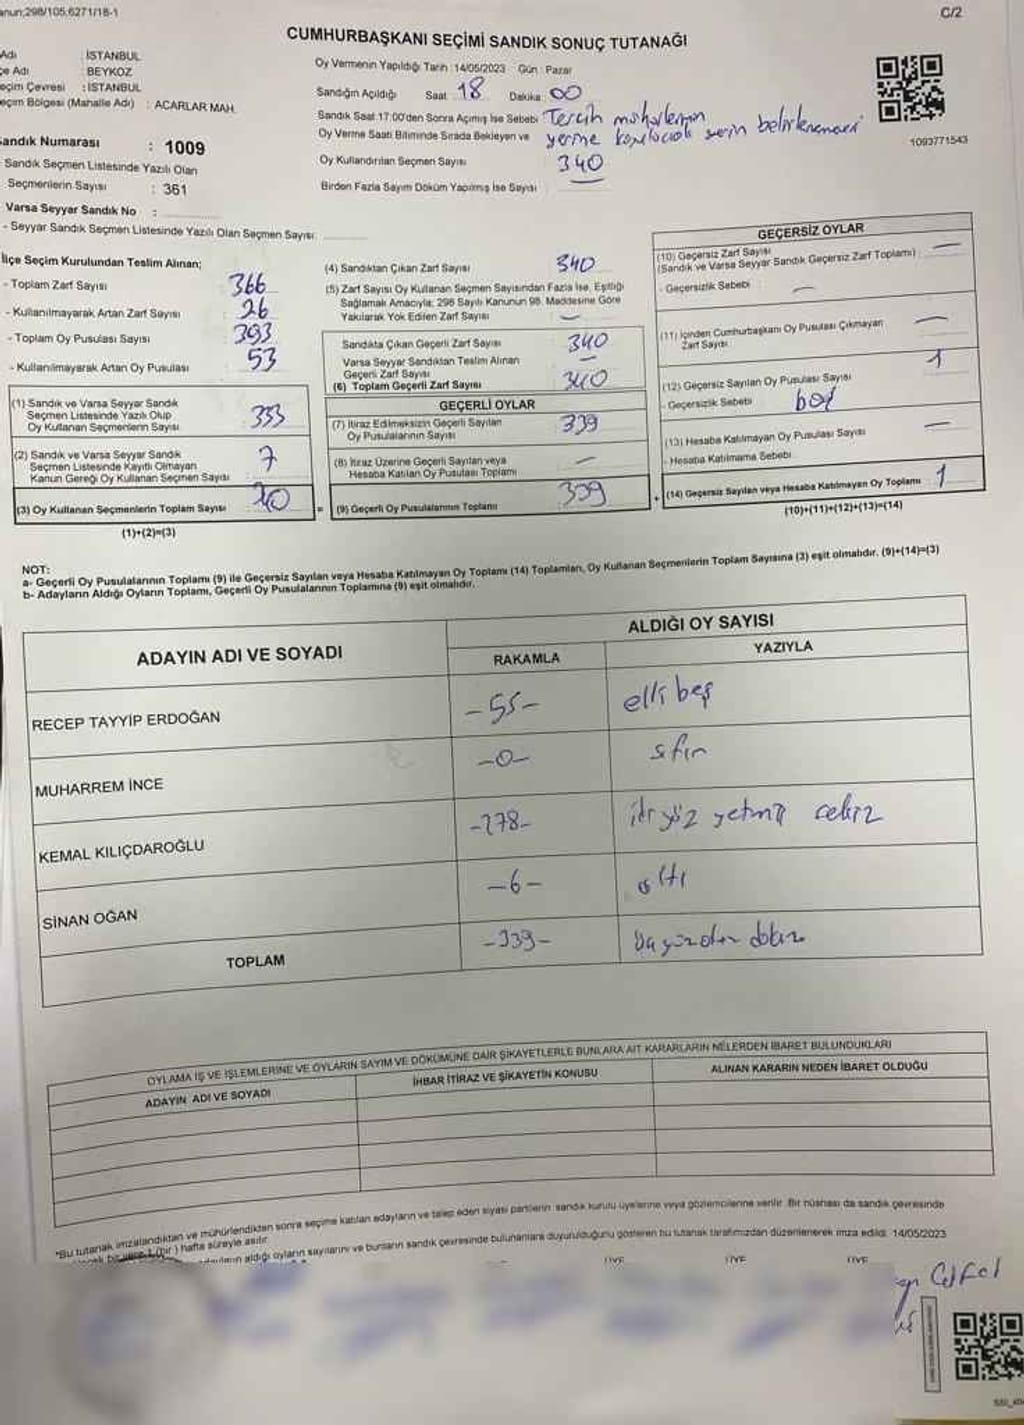 anun;298/105;6271/18-1
C/2
CUMHURBAŞKANI SEÇİMİ SANDIK SONUÇ TUTANAĞI
Adı : İSTANBUL
çe Adı : BEYKOZ
eçim Çevresi : İSTANBUL
eçim Bölgesi (Mahalle Adı) : ACARLAR MAH.
Sandık Numarası : 1009
Sandık Seçmen Listesinde Yazılı Olan
Seçmenlerin Sayısı : 361
Varsa Seyyar Sandık No :
- Seyyar Sandık Seçmen Listesinde Yazılı Olan Seçmen Sayısı:
Oy Vermenin Yapıldığı Tarih : 14/05/2023 Gün : Pazar
Sandığın Açıldığı Saat: 18 Dakika: 00
Sandık Saat 17:00'den Sonra Açılmış İse Sebebi: Tercih mühürlerinin
Oy Verme Saati Bitiminde Sırada Bekleyen ve yerine belirlenmesi
Oy Kullandırılan Seçmen Sayısı 340
Birden Fazla Sayım Döküm Yapılmış İse Sayısı
1093771543
İlçe Seçim Kurulundan Teslim Alınan;
- Toplam Zarf Sayısı 366
- Kullanılmayarak Artan Zarf Sayısı 26
- Toplam Oy Pusulası Sayısı 393
- Kullanılmayarak Artan Oy Pusulası 53
(1) Sandık ve Varsa Seyyar Sandık
Seçmen Listesinde Yazılı Olup
Oy Kullanan Seçmenlerin Sayısı 333
(2) Sandık ve Varsa Seyyar Sandık
Seçmen Listesinde Kayıtlı Olmayan
Kanun Gereği Oy Kullanan Seçmen Sayısı 7
(3) Oy Kullanan Seçmenlerin Toplam Sayısı
(1)+(2)=(3)
(4) Sandıktan Çıkan Zarf Sayısı 340
(5) Zarf Sayısı Oy Kullanan Seçmen Sayısından Fazla İse, Eşitliği
Sağlamak Amacıyla; 298 Sayılı Kanunun 98. Maddesine Göre
Yakılarak Yok Edilen Zarf Sayısı –
Sandıkta Çıkan Geçerli Zarf Sayısı 340
Varsa Seyyar Sandıktan Teslim Alınan
Geçerli Zarf Sayısı –
(6) Toplam Geçerli Zarf Sayısı 340
GEÇERLİ OYLAR
(7) İtiraz Edilmeksizin Geçerli Sayılan
Oy Pusulalarının Sayısı 339
(8) İtiraz Üzerine Geçerli Sayılan veya
Hesaba Katılan Oy Pusulası Toplamı –
= (9) Geçerli Oy Pusulalarının Toplamı 339
GEÇERSİZ OYLAR
(10) Geçersiz Zarf Sayısı
(Sandık ve Varsa Seyyar Sandık Geçersiz Zarf Toplamı) : –
- Geçersizlik Sebebi –
(11) İçinden Cumhurbaşkanı Oy Pusulası Çıkmayan
Zarf Sayısı –
(12) Geçersiz Sayılan Oy Pusulası Sayısı 1
- Geçersizlik Sebebi boş
(13) Hesaba Katılmayan Oy Pusulası Sayısı –
- Hesaba Katılmama Sebebi
+ (14) Geçersiz Sayılan veya Hesaba Katılmayan Oy Toplamı 1
(10)+(11)+(12)+(13)=(14)
NOT:
a- Geçerli Oy Pusulalarının Toplamı (9) ile Geçersiz Sayılan veya Hesaba Katılmayan Oy Toplamı (14) Toplamları, Oy Kullanan Seçmenlerin Toplam Sayısına (3) eşit olmalıdır. (9)+(14)=(3)
b- Adayların Aldığı Oyların Toplamı, Geçerli Oy Pusulalarının Toplamına (9) eşit olmalıdır.
ADAYIN ADI VE SOYADI
ALDIĞI OY SAYISI
RAKAMLA YAZIYLA
RECEP TAYYİP ERDOĞAN -55- elli beş
MUHARREM İNCE -0- sıfır
KEMAL KILIÇDAROĞLU -278- iki yüz yetmiş sekiz
SİNAN OĞAN -6- altı
TOPLAM -339- üç yüz otuz dokuz
OYLAMA İŞ VE İŞLEMLERİNE VE OYLARIN SAYIM VE DÖKÜMÜNE DAİR ŞİKAYETLERLE BUNLARA AİT KARARLARIN NELERDEN İBARET BULUNDUKLARI
ADAYIN ADI VE SOYADI İHBAR İTİRAZ VE ŞİKAYETİN KONUSU ALINAN KARARIN NEDEN İBARET OLDUĞU
*Bu tutanak imzalandıktan ve mühürlendikten sonra seçime katılan adayların ve talep eden siyasi partilerin sandık kurulu üyelerine veya gözlemcilerine verilir. Bir nüshası da sandık çevresinde
1 (bir) hafta süreyle asılır.
aldığı oyların sayılarını ve bunların sandık çevresinde bulunanlara duyurulduğunu gösteren bu tutanak tarafımızdan düzenlenerek imza edildi. 14/05/2023
ÜYE ÜYE ÜYE